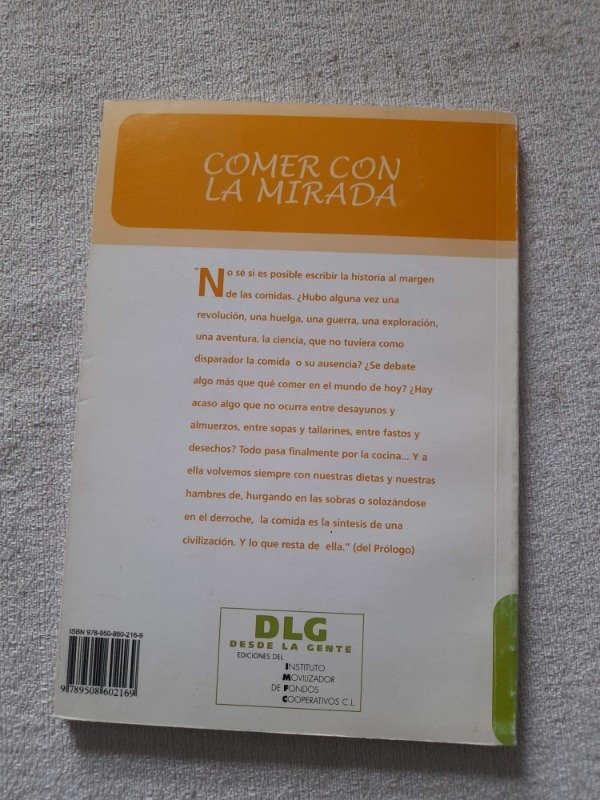 COMER CON
LA MIRADA
"No sé si es posible escribir la historia al margen
de las comidas. ¿Hubo alguna vez una
revolución, una huelga, una guerra, una exploración,
una aventura, la ciencia, que no tuviera como
disparador la comida o su ausencia? ¿Se debate
algo más que qué comer en el mundo de hoy? ¿Hay
acaso algo que no ocurra entre desayunos y
almuerzos, entre sopas y tallarines, entre fastos y
desechos? Todo pasa finalmente por la cocina... Y a
ella volvemos siempre con nuestras dietas y nuestras
hambres de, hurgando en las sobras o solazándose
en el derroche, la comida es la síntesis de una
civilización. Y lo que resta de ella." (del Prólogo)
DLG
DESDE LA GENTE
EDICIONES DEL INSTITUTO
MOVILIZADOR
DE FONDOS
COOPERATIVOS C.L.
ISBN 978-950-860-216-9
9 789508 602169